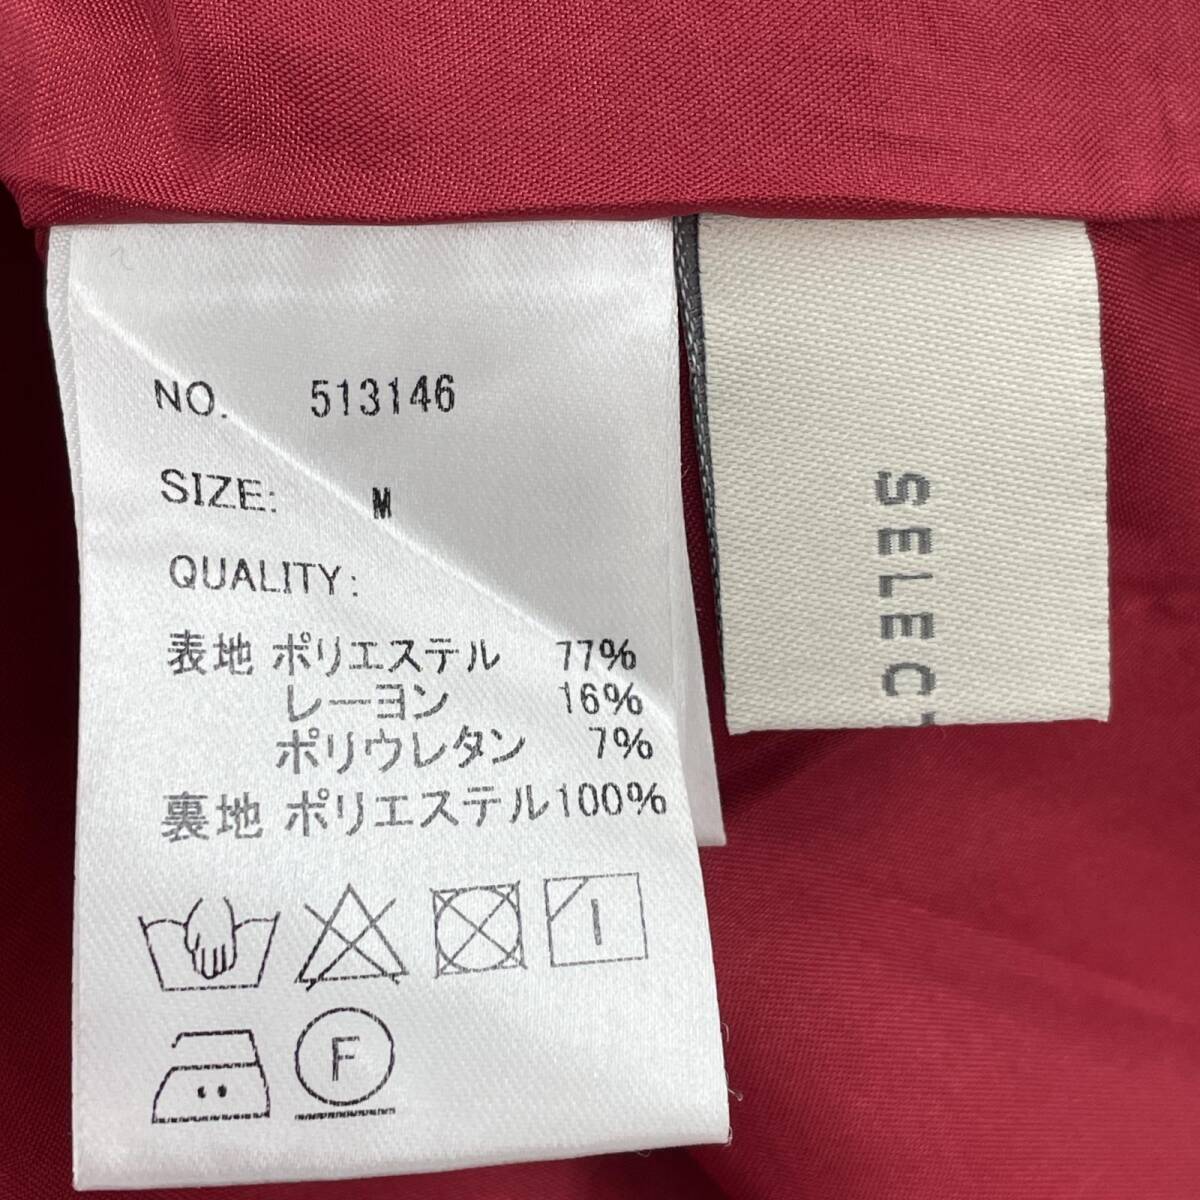 NO. 513146
SIZE: M
QUALITY:
表地 ポリエステル 77%
レーヨン 16%
ポリウレタン 7%
裏地 ポリエステル100%
F
SELECT